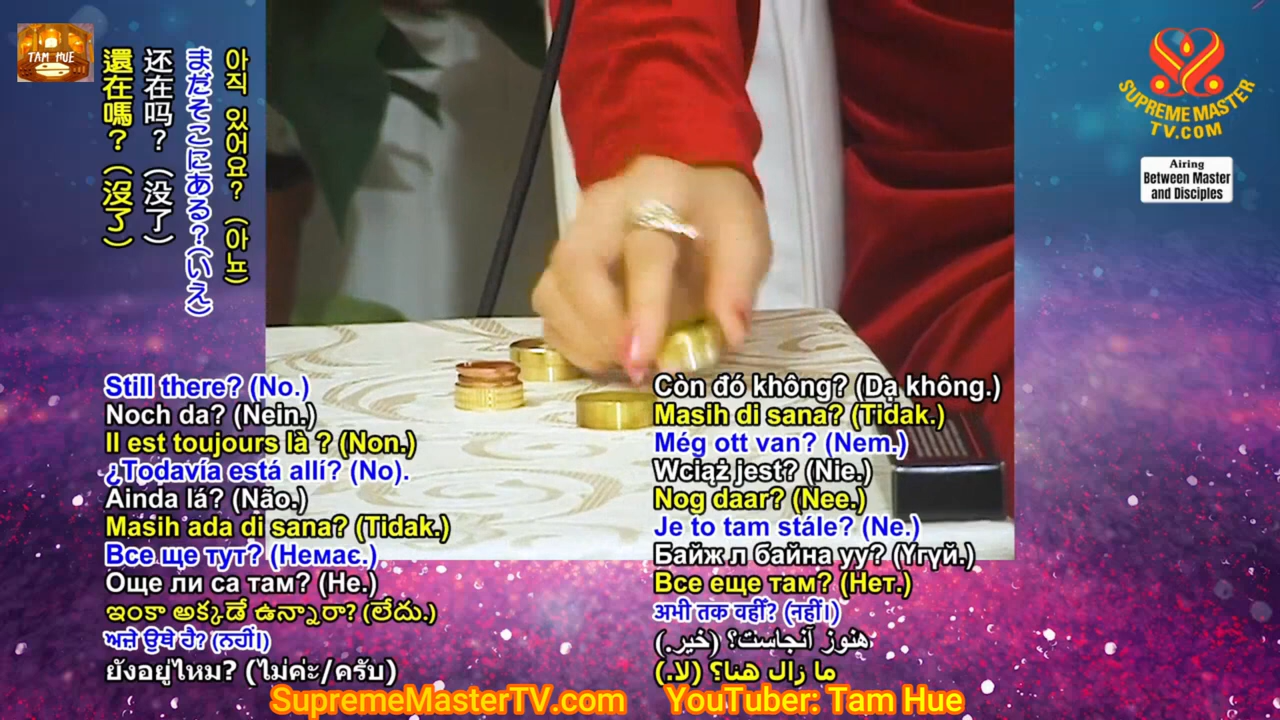 TAM HUE
아직 있어요? (아뇨)
まだそこにある?(いえ)
还在吗?(没了)
還在嗎?(沒了)
SUPREME MASTER
TV.COM
Airing
Between Master
and Disciples
Still there? (No.)
Noch da? (Nein.)
Il est toujours là ? (Non.)
¿Todavía está allí? (No).
Ainda lá? (Não.)
Masih ada di sana? (Tidak.)
Все ще тут? (Немає.)
Още ли са там? (Не.)
ఇంకా అక్కడే ఉన్నారా? (లేదు.)
ਅਜੇ ਉਥੇ ਹੈ? (ਨਹੀਂ।)
ยังอยู่ไหม? (ไม่ค่ะ/ครับ)
Còn đó không? (Dạ không.)
Masih di sana? (Tidak.)
Még ott van? (Nem.)
Wciąż jest? (Nie.)
Nog daar? (Nee.)
Je to tam stále? (Ne.)
Байж л байна уу? (Үгүй.)
Все еще там? (Нет.)
अभी तक वहीँ? (नहीं।)
هنوز آنجاست؟ (خیر.)
ما زال هنا؟ (لا.)
SupremeMasterTV.com
YouTuber: Tam Hue